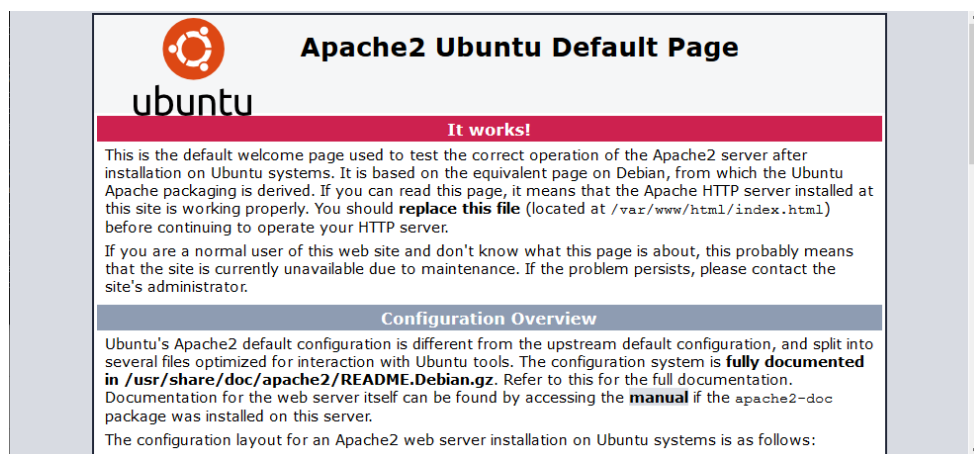 Apache2 Ubuntu Default Page
ubuntu
It works!
This is the default welcome page used to test the correct operation of the Apache2 server after
installation on Ubuntu systems. It is based on the equivalent page on Debian, from which the Ubuntu
Apache packaging is derived. If you can read this page, it means that the Apache HTTP server installed at
this site is working properly. You should replace this file (located at /var/www/html/index.html)
before continuing to operate your HTTP server.
If you are a normal user of this web site and don't know what this page is about, this probably means
that the site is currently unavailable due to maintenance. If the problem persists, please contact the
site's administrator.
Configuration Overview
Ubuntu's Apache2 default configuration is different from the upstream default configuration, and split into
several files optimized for interaction with Ubuntu tools. The configuration system is fully documented
in /usr/share/doc/apache2/README.Debian.gz. Refer to this for the full documentation.
Documentation for the web server itself can be found by accessing the manual if the apache2-doc
package was installed on this server.
The configuration layout for an Apache2 web server installation on Ubuntu systems is as follows: